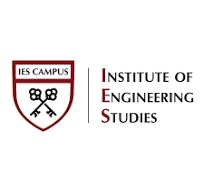 IES CAMPUS
INSTITUTE OF
ENGINEERING
STUDIES